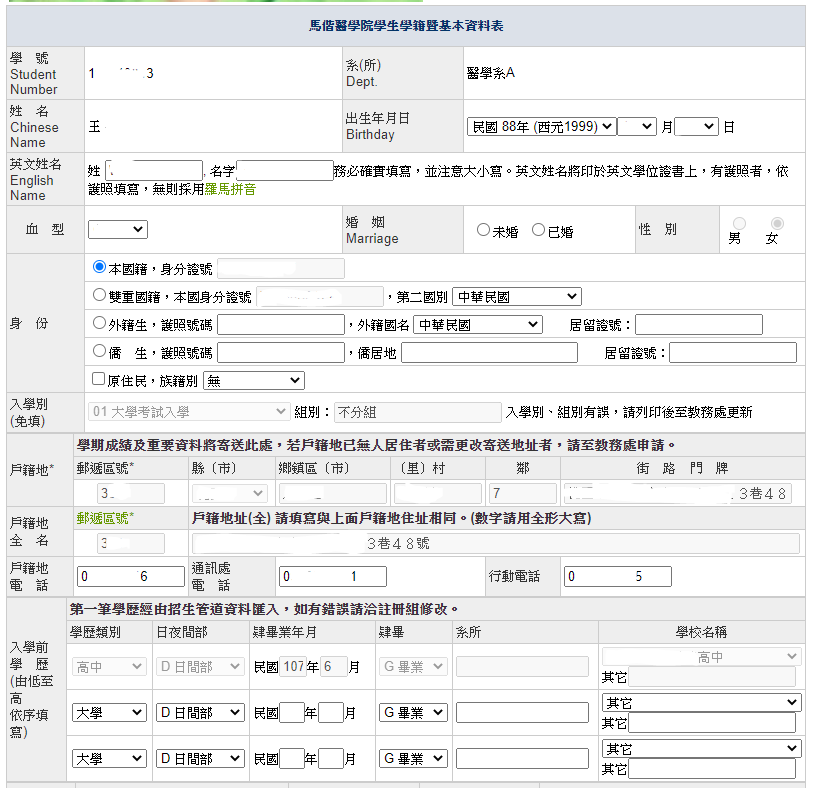 馬偕醫學院學生學籍暨基本資料表
學 號 Student Number 1 3 系(所) Dept. 醫學系A
姓 名 Chinese Name 王 出生年月日 Birthday 民國 88年 (西元1999) 月 日
英文姓名 English Name 姓 , 名字 務必確實填寫，並注意大小寫。英文姓名將印於英文學位證書上，有護照者，依
護照填寫，無則採用羅馬拼音
血 型 婚 姻 Marriage 未婚 已婚 性 別 男 女
身 份
本國籍，身分證號
雙重國籍，本國身分證號 ，第二國別 中華民國
外籍生，護照號碼 ，外籍國名 中華民國 居留證號：
僑 生，護照號碼 ，僑居地 居留證號：
原住民，族籍別 無
入學別 (免填) 01 大學考試入學 組別： 不分組 入學別、組別有誤，請列印後至教務處更新
戶籍地*
學期成績及重要資料將寄送此處，若戶籍地已無人居住者或需更改寄送地址者，請至教務處申請。
郵遞區號* 縣（市） 鄉鎮區（市） （里）村 鄰 街 路 門 牌
3 7 ３巷４８
戶籍地 全 名
郵遞區號* 戶籍地址(全) 請填寫與上面戶籍地住址相同。(數字請用全形大寫)
3 ３巷４８號
戶籍地 電 話 0 6 通訊處 電 話 0 1 行動電話 0 5
入學前 學 歷 (由低至高 依序填寫)
第一筆學歷經由招生管道資料匯入，如有錯誤請洽註冊組修改。
學歷類別 日夜間部 肄畢業年月 肄畢 系所 學校名稱
高中 D 日間部 民國 107 年 6 月 G 畢業 高中
其它
大學 D 日間部 民國 年 月 G 畢業 其它
其它
大學 D 日間部 民國 年 月 G 畢業 其它
其它